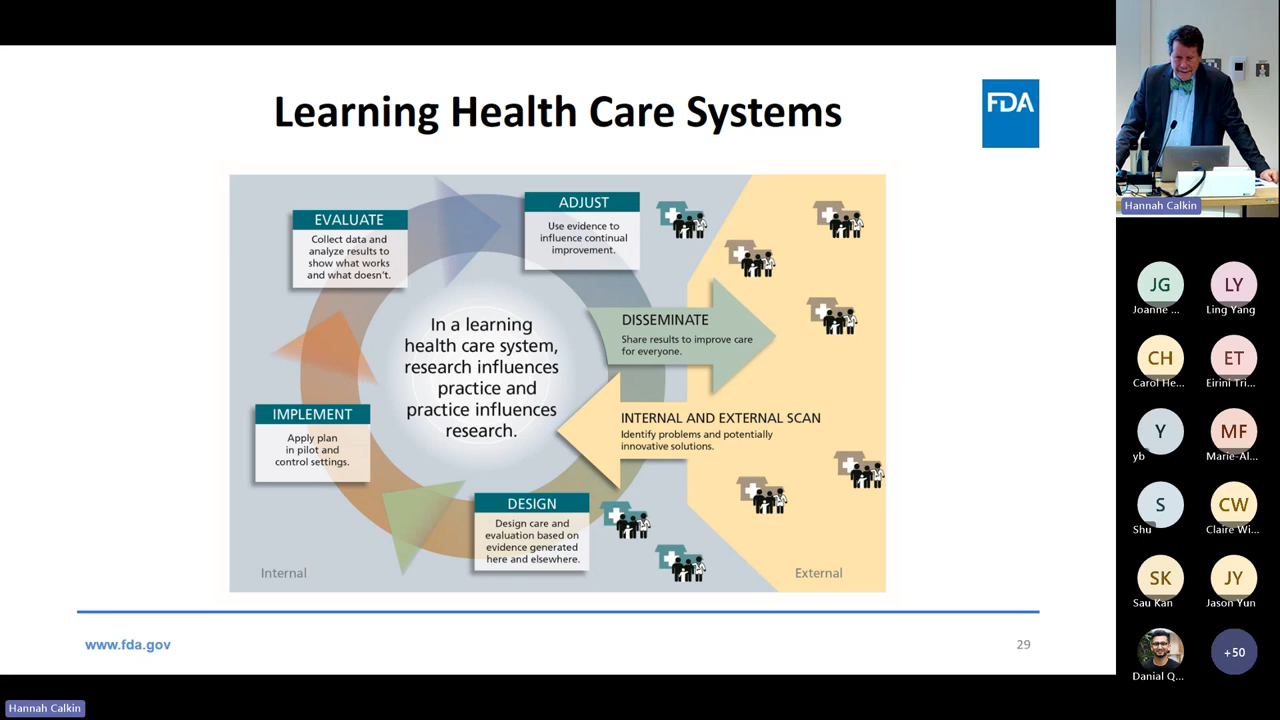 Learning Health Care Systems
FDA
EVALUATE
Collect data and
analyze results to
show what works
and what doesn't.
ADJUST
Use evidence to
influence continual
improvement.
In a learning
health care system,
research influences
practice and
practice influences
research.
DISSEMINATE
Share results to improve care
for everyone.
INTERNAL AND EXTERNAL SCAN
Identify problems and potentially
innovative solutions.
IMPLEMENT
Apply plan
in pilot and
control settings.
DESIGN
Design care and
evaluation based on
evidence generated
here and elsewhere.
Internal
External
www.fda.gov
29
Hannah Calkin
JG
Joanne ...
LY
Ling Yang
CH
Carol He...
ET
Eirini Tri...
Y
yb
MF
Marie-Al...
S
Shu
CW
Claire Wi...
SK
Sau Kan
JY
Jason Yun
Danial Q...
+50
Hannah Calkin